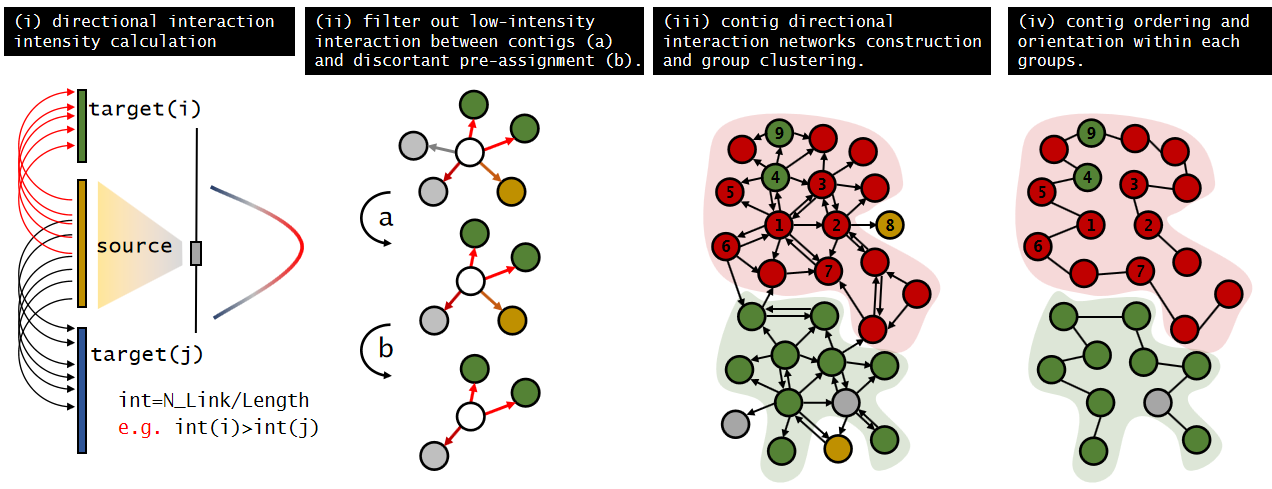 (i) directional interaction
intensity calculation
(ii) filter out low-intensity
interaction between contigs (a)
and discortant pre-assignment (b).
(iii) contig directional
interaction networks construction
and group clustering.
(iv) contig ordering and
orientation within each
groups.
target(i)
source
target(j)
int=N_Link/Length
e.g. int(i)>int(j)
a
b
9
4
3
5
1
2
8
6
7
9
4
3
5
1
2
6
7